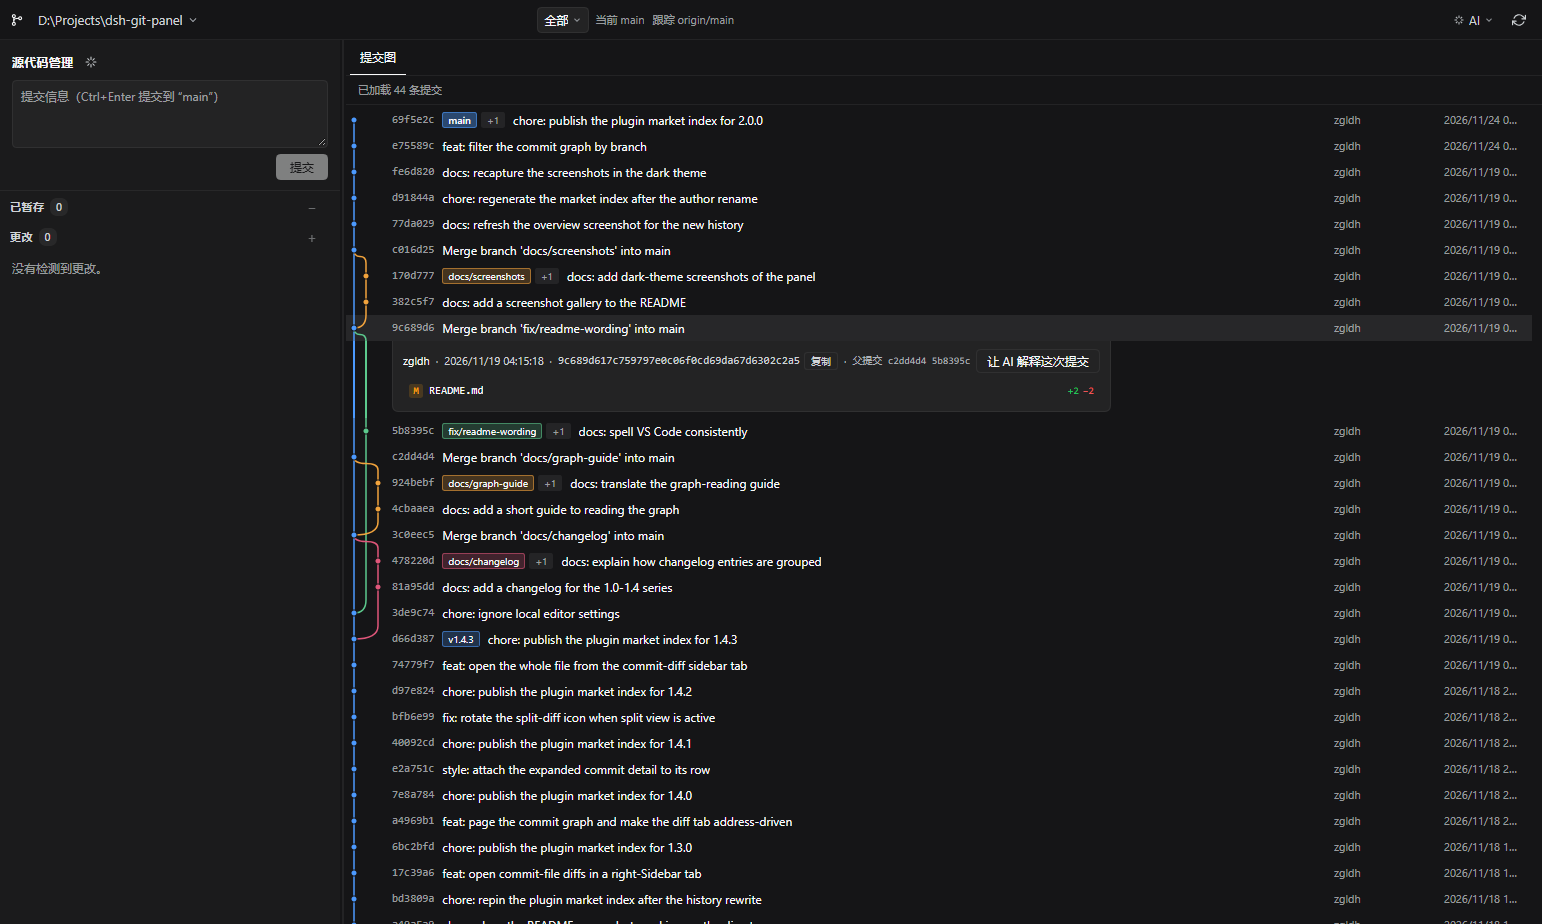 D:\Projects\dsh-git-panel
全部 当前 main 跟踪 origin/main
AI
源代码管理
提交信息（Ctrl+Enter 提交到 “main”）
提交
已暂存 0
更改 0
没有检测到更改。
提交图
已加载 44 条提交
69f5e2c main +1 chore: publish the plugin market index for 2.0.0 zgldh 2026/11/24 0...
e75589c feat: filter the commit graph by branch zgldh 2026/11/24 0...
fe6d820 docs: recapture the screenshots in the dark theme zgldh 2026/11/19 0...
d91844a chore: regenerate the market index after the author rename zgldh 2026/11/19 0...
77da029 docs: refresh the overview screenshot for the new history zgldh 2026/11/19 0...
c016d25 Merge branch 'docs/screenshots' into main zgldh 2026/11/19 0...
170d777 docs/screenshots +1 docs: add dark-theme screenshots of the panel zgldh 2026/11/19 0...
382c5f7 docs: add a screenshot gallery to the README zgldh 2026/11/19 0...
9c689d6 Merge branch 'fix/readme-wording' into main zgldh 2026/11/19 0...
zgldh · 2026/11/19 04:15:18 · 9c689d617c759797e0c06f0cd69da67d6302c2a5 复制 · 父提交 c2dd4d4 5b8395c 让 AI 解释这次提交
M README.md +2 −2
5b8395c fix/readme-wording +1 docs: spell VS Code consistently zgldh 2026/11/19 0...
c2dd4d4 Merge branch 'docs/graph-guide' into main zgldh 2026/11/19 0...
924bebf docs/graph-guide +1 docs: translate the graph-reading guide zgldh 2026/11/19 0...
4cbaaea docs: add a short guide to reading the graph zgldh 2026/11/19 0...
3c0eec5 Merge branch 'docs/changelog' into main zgldh 2026/11/19 0...
478220d docs/changelog +1 docs: explain how changelog entries are grouped zgldh 2026/11/19 0...
81a95dd docs: add a changelog for the 1.0-1.4 series zgldh 2026/11/19 0...
3de9c74 chore: ignore local editor settings zgldh 2026/11/19 0...
d66d387 v1.4.3 chore: publish the plugin market index for 1.4.3 zgldh 2026/11/19 0...
74779f7 feat: open the whole file from the commit-diff sidebar tab zgldh 2026/11/19 0...
d97e824 chore: publish the plugin market index for 1.4.2 zgldh 2026/11/18 2...
bfb6e99 fix: rotate the split-diff icon when split view is active zgldh 2026/11/18 2...
40092cd chore: publish the plugin market index for 1.4.1 zgldh 2026/11/18 2...
e2a751c style: attach the expanded commit detail to its row zgldh 2026/11/18 2...
7e8a784 chore: publish the plugin market index for 1.4.0 zgldh 2026/11/18 2...
a4969b1 feat: page the commit graph and make the diff tab address-driven zgldh 2026/11/18 2...
6bc2bfd chore: publish the plugin market index for 1.3.0 zgldh 2026/11/18 1...
17c39a6 feat: open commit-file diffs in a right-Sidebar tab zgldh 2026/11/18 1...
bd3809a chore: repin the plugin market index after the history rewrite zgldh 2026/11/18 1...